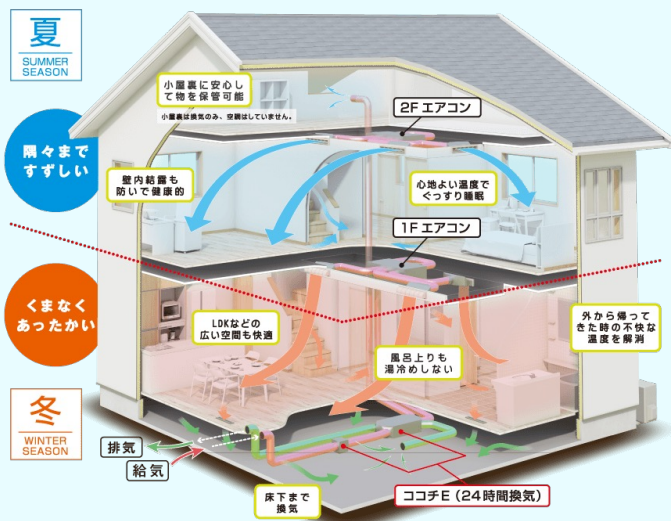 夏
SUMMER
SEASON
小屋裏に安心し
て物を保管可能
小屋裏は換気のみ、空調はしていません。
2F エアコン
隅々まで
すずしい
壁内結露も
防いで健康的
心地よい温度で
ぐっすり睡眠
1F エアコン
くまなく
あったかい
LDKなどの
広い空間も快適
風呂上りも
湯冷めしない
外から帰って
きた時の不快な
温度を解消
冬
WINTER
SEASON
排気
給気
床下まで
換気
ココチE（24時間換気）